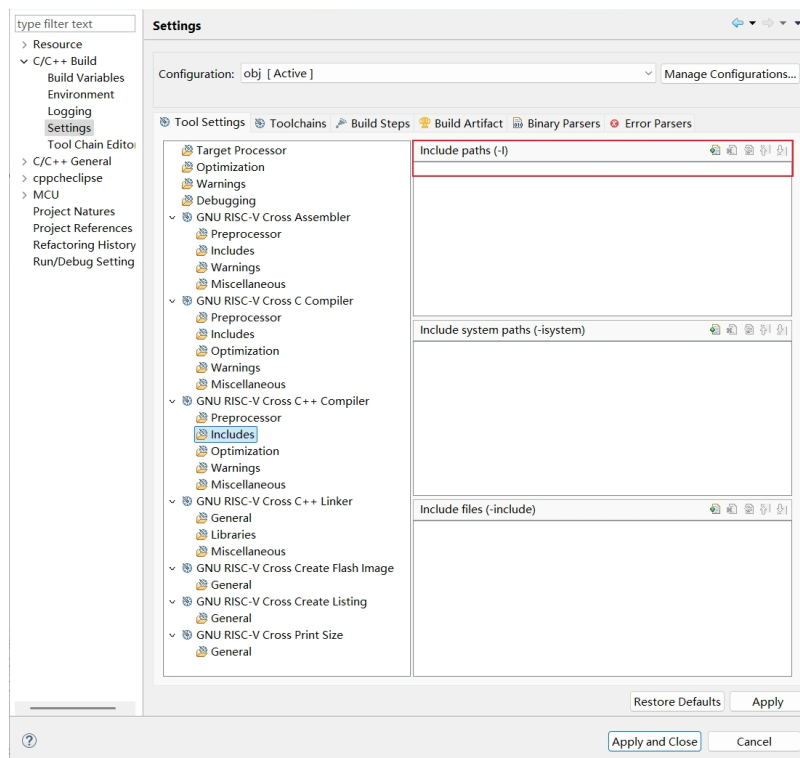 type filter text
Resource
C/C++ Build
Build Variables
Environment
Logging
Settings
Tool Chain Edito
C/C++ General
cppcheclipse
MCU
Project Natures
Project References
Refactoring History
Run/Debug Setting
Settings
Configuration: obj [ Active ]
Manage Configurations...
Tool Settings Toolchains Build Steps Build Artifact Binary Parsers Error Parsers
Target Processor
Optimization
Warnings
Debugging
GNU RISC-V Cross Assembler
Preprocessor
Includes
Warnings
Miscellaneous
GNU RISC-V Cross C Compiler
Preprocessor
Includes
Optimization
Warnings
Miscellaneous
GNU RISC-V Cross C++ Compiler
Preprocessor
Includes
Optimization
Warnings
Miscellaneous
GNU RISC-V Cross C++ Linker
General
Libraries
Miscellaneous
GNU RISC-V Cross Create Flash Image
General
GNU RISC-V Cross Create Listing
General
GNU RISC-V Cross Print Size
General
Include paths (-I)
Include system paths (-isystem)
Include files (-include)
Restore Defaults Apply
Apply and Close Cancel